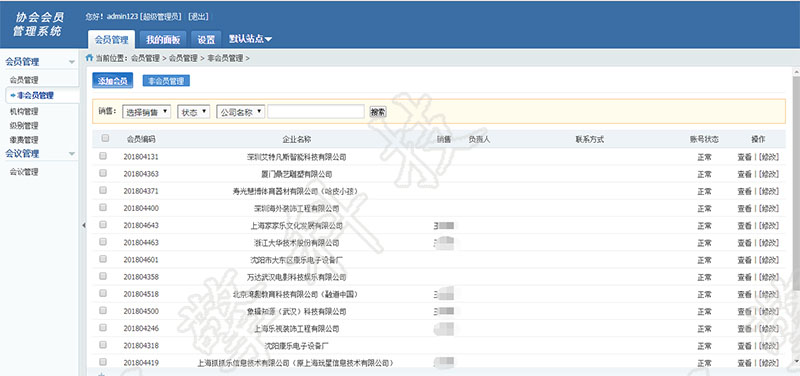 协会会员
管理系统
您好！admin123 [超级管理员] [退出]
会员管理 我的面板 设置 默认站点
会员管理
会员管理
非会员管理
机构管理
级别管理
缴费管理
会议管理
会议管理
当前位置：会员管理 > 会员管理 > 非会员管理 >
添加会员 非会员管理
销售： 选择销售 状态 公司名称 搜索
会员编码 企业名称 销售 负责人 联系方式 账号状态 操作
201804131 深圳艾特凡斯智能科技有限公司 正常 查看 | [修改]
201804363 厦门鼎艺雕塑有限公司 正常 查看 | [修改]
201804371 寿光慧博体育器材有限公司（哈皮小孩） 正常 查看 | [修改]
201804400 深圳海外装饰工程有限公司 正常 查看 | [修改]
201804643 上海家家乐文化发展有限公司 正常 查看 | [修改]
201804463 浙江大华技术股份有限公司 正常 查看 | [修改]
201804601 沈阳市大东区康乐电子设备厂 正常 查看 | [修改]
201804358 万达武汉电影科技娱乐有限公司 正常 查看 | [修改]
201804518 北京 教育科技有限公司（融道中国） 正常 查看 | [修改]
201804500 象辑知源（武汉）科技有限公司 正常 查看 | [修改]
201804246 上海乐视装饰工程有限公司 正常 查看 | [修改]
201804318 沈阳康乐电子设备厂 正常 查看 | [修改]
201804419 上海抓抓乐信息技术有限公司（原上海玩星信息技术有限公司） 正常 查看 | [修改]